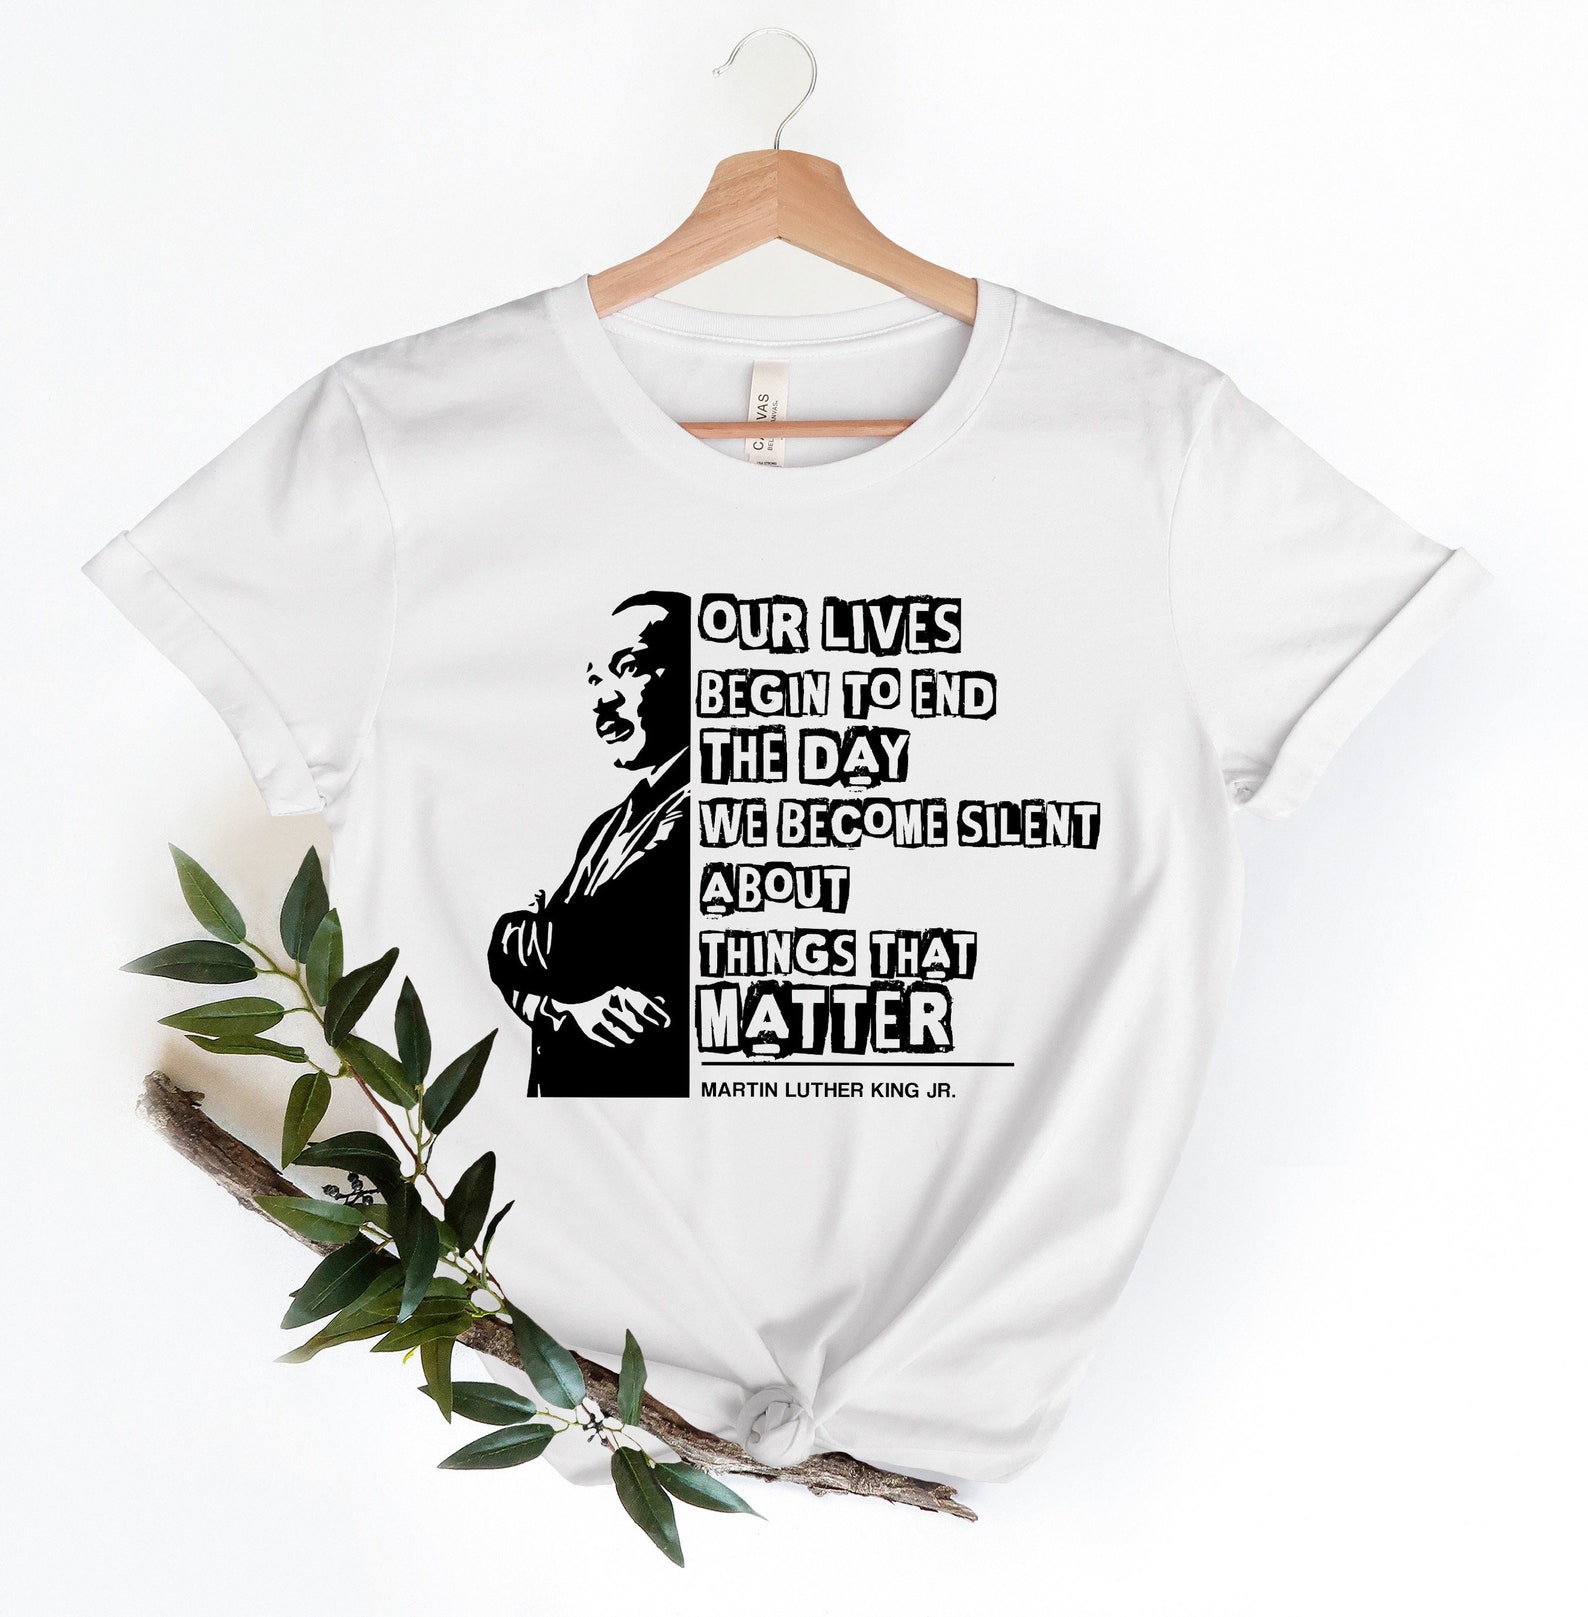 OUR LIVES
BEGIN TO END
THE DAY
WE BECOME SILENT
ABOUT
THINGS THAT
MATTER
MARTIN LUTHER KING JR.